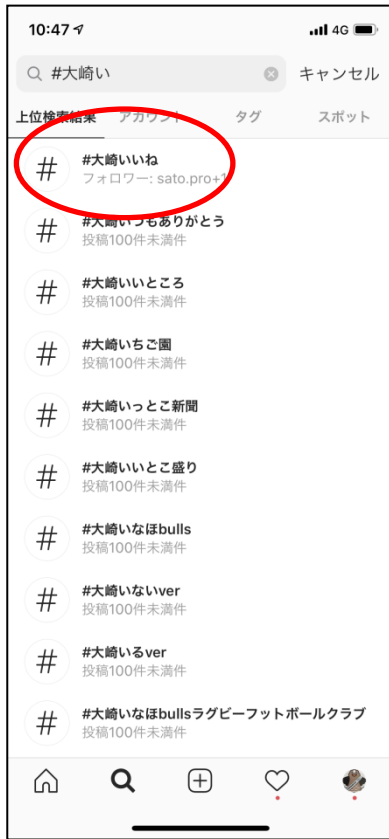 10:47
4G
#大崎い
キャンセル
上位検索結果 アカウント タグ スポット
#大崎いいね
フォロワー: sato.pro+1
#大崎いつもありがとう
投稿100件未満件
#大崎いいところ
投稿100件未満件
#大崎いちご園
投稿100件未満件
#大崎いっとこ新聞
投稿100件未満件
#大崎いいとこ盛り
投稿100件未満件
#大崎いなほbulls
投稿100件未満件
#大崎いないver
投稿100件未満件
#大崎いるver
投稿100件未満件
#大崎いなほbullsラグビーフットボールクラブ
投稿100件未満件